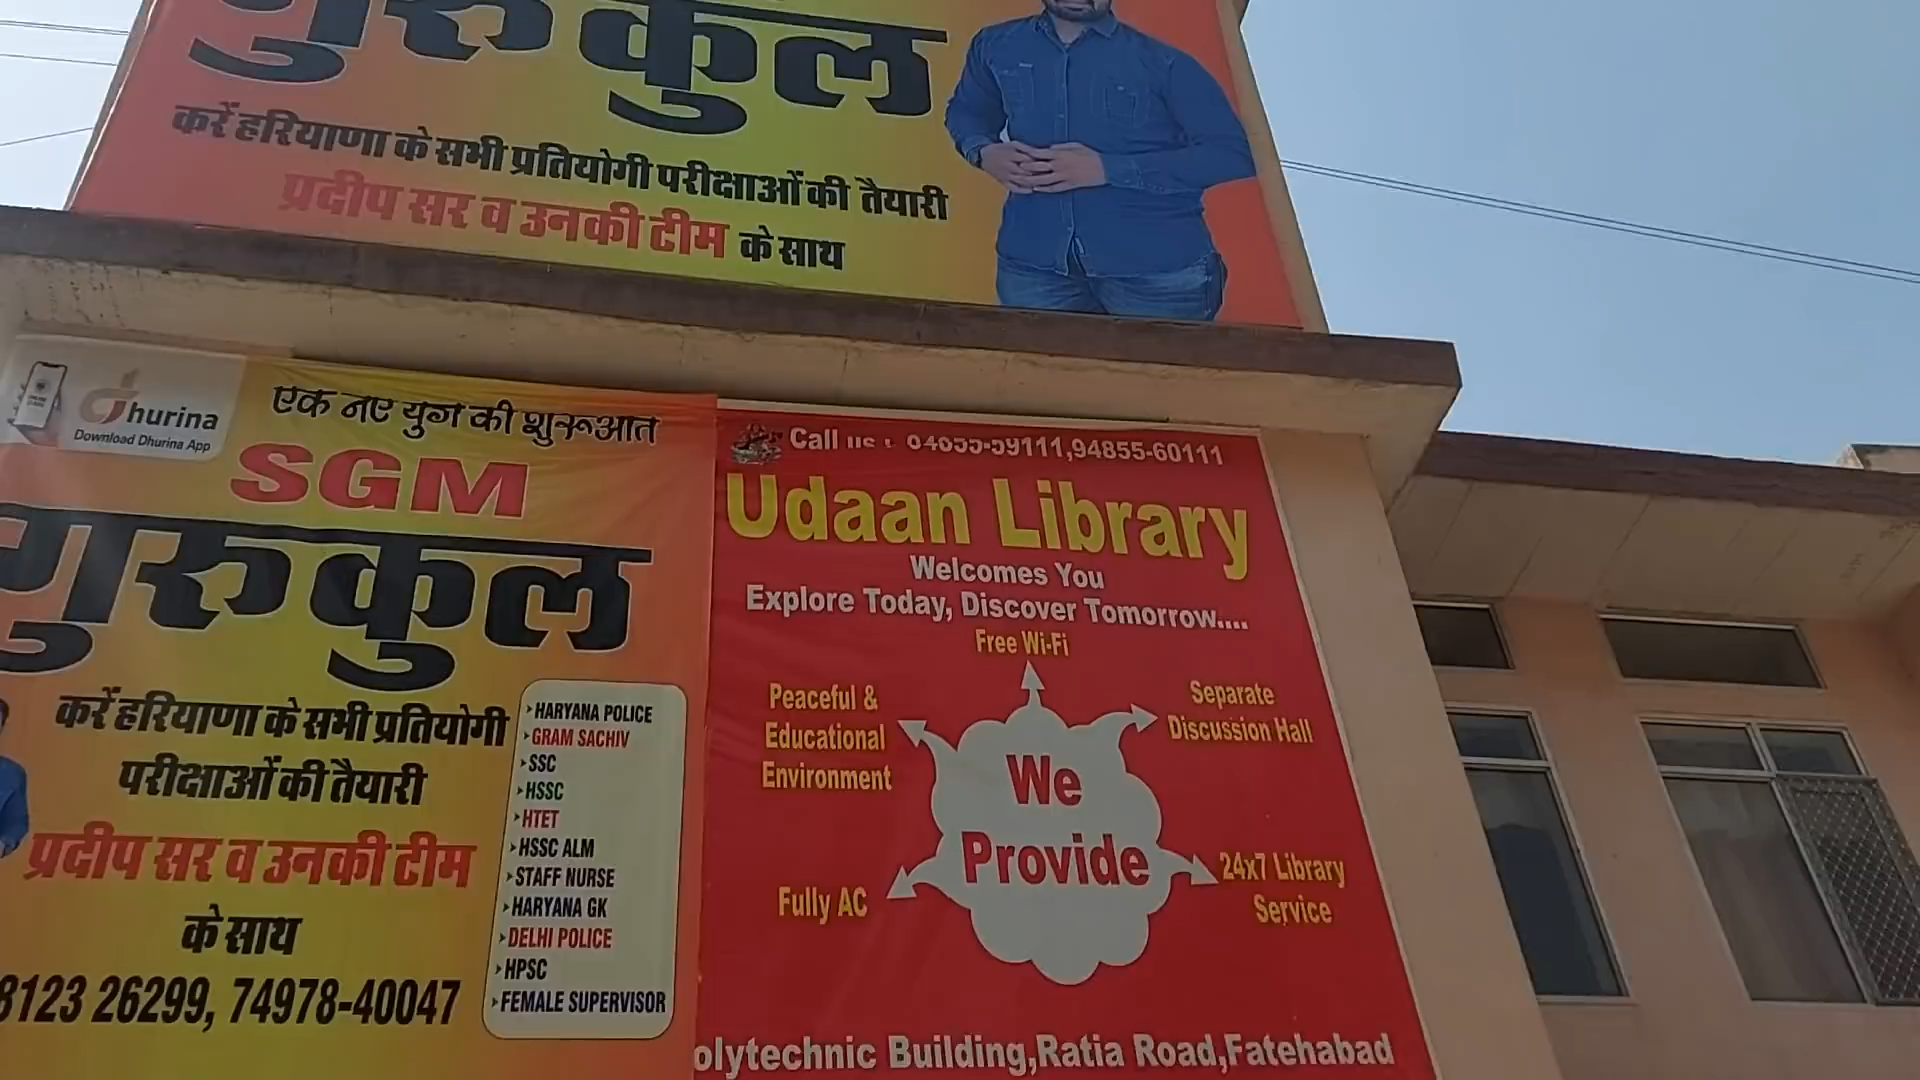 गुरुकुल
करें हरियाणा के सभी प्रतियोगी परीक्षाओं की तैयारी
प्रदीप सर व उनकी टीम के साथ
Dhurina
Download Dhurina App
एक नए युग की शुरूआत
SGM
गुरुकुल
करें हरियाणा के सभी प्रतियोगी
परीक्षाओं की तैयारी
प्रदीप सर व उनकी टीम
के साथ
8123 26299, 74978-40047
HARYANA POLICE
GRAM SACHIV
SSC
HSSC
HTET
HSSC ALM
STAFF NURSE
HARYANA GK
DELHI POLICE
HPSC
FEMALE SUPERVISOR
Call us : 94855-60111
Udaan Library
Welcomes You
Explore Today, Discover Tomorrow....
Free Wi-Fi
Peaceful &
Educational
Environment
Separate
Discussion Hall
We
Provide
Fully AC
24x7 Library
Service
olytechnic Building,Ratia Road,Fatehabad